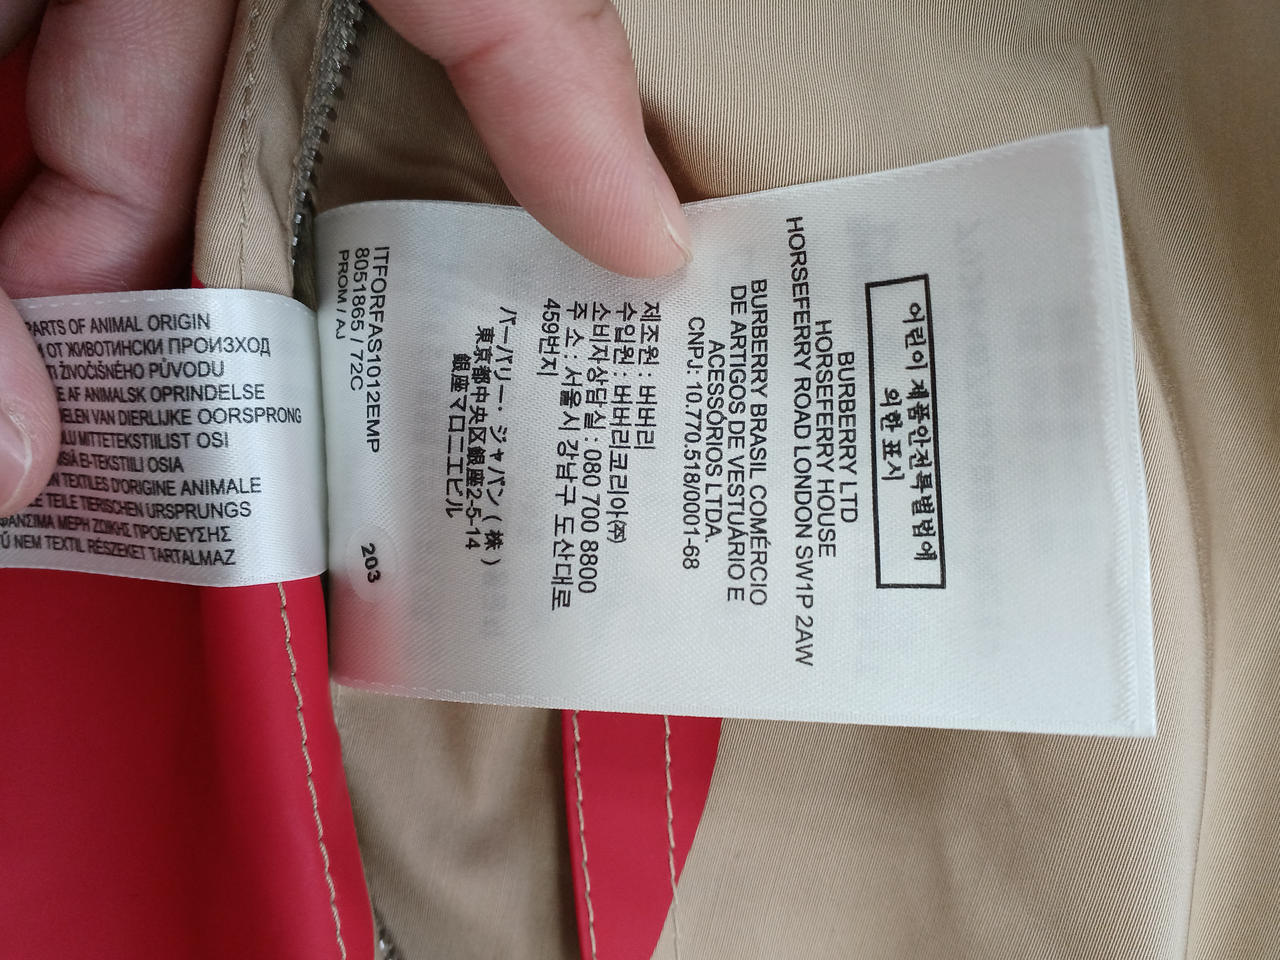 PARTS OF ANIMAL ORIGIN
ОТ ЖИВОТИНСКИ ПРОИЗХОД
ŽIVOČIŠNÉHO PŮVODU
AF ANIMALSK OPRINDELSE
VAN DIERLIJKE OORSPRONG
MITTETEKSTIILIST OSI
EI-TEKSTIILI OSIA
TEXTILES D'ORIGINE ANIMALE
TEILE TIERISCHEN URSPRUNGS
ΜΕΡΗ ΖΩΙΚΗΣ ΠΡΟΕΛΕΥΣΗΣ
NEM TEXTIL RÉSZEKET TARTALMAZ
어린이제품안전특별법에
의한 표시
BURBERRY LTD
HORSEFERRY HOUSE
HORSEFERRY ROAD LONDON SW1P 2AW
BURBERRY BRASIL COMÉRCIO
DE ARTIGOS DE VESTUÁRIO E
ACESSÓRIOS LTDA.
CNPJ: 10.770.518/0001-68
제조원 : 버버리
수입원 : 버버리코리아(주)
소비자상담실 : 080 700 8800
주 소 : 서울시 강남구 도산대로
459번지
バーバリー・ジャパン ( 株 )
東京都中央区銀座2-5-14
銀座マロニエビル
ITFORFAS1012EMP
8051865 / 72C
PROM / AJ
203